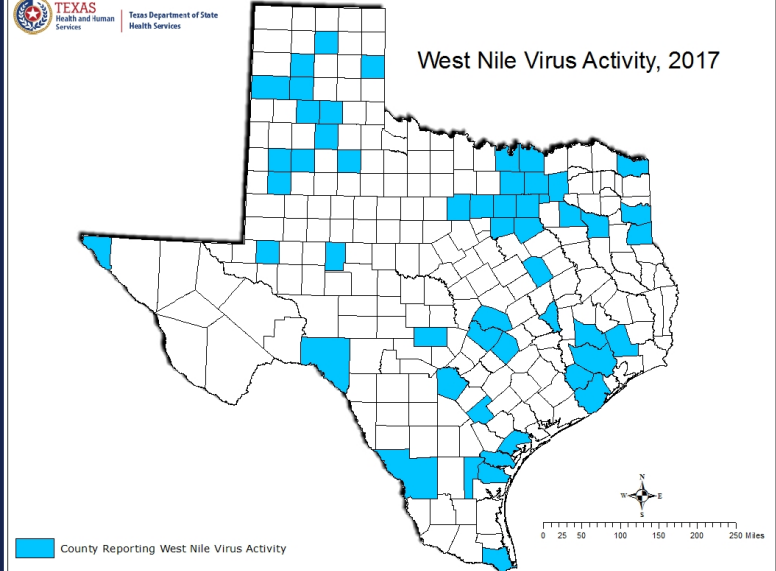 TEXAS
Health and Human
Services
Texas Department of State
Health Services
West Nile Virus Activity, 2017
N
W
E
S
0 25 50 100 150 200 250 Miles
County Reporting West Nile Virus Activity